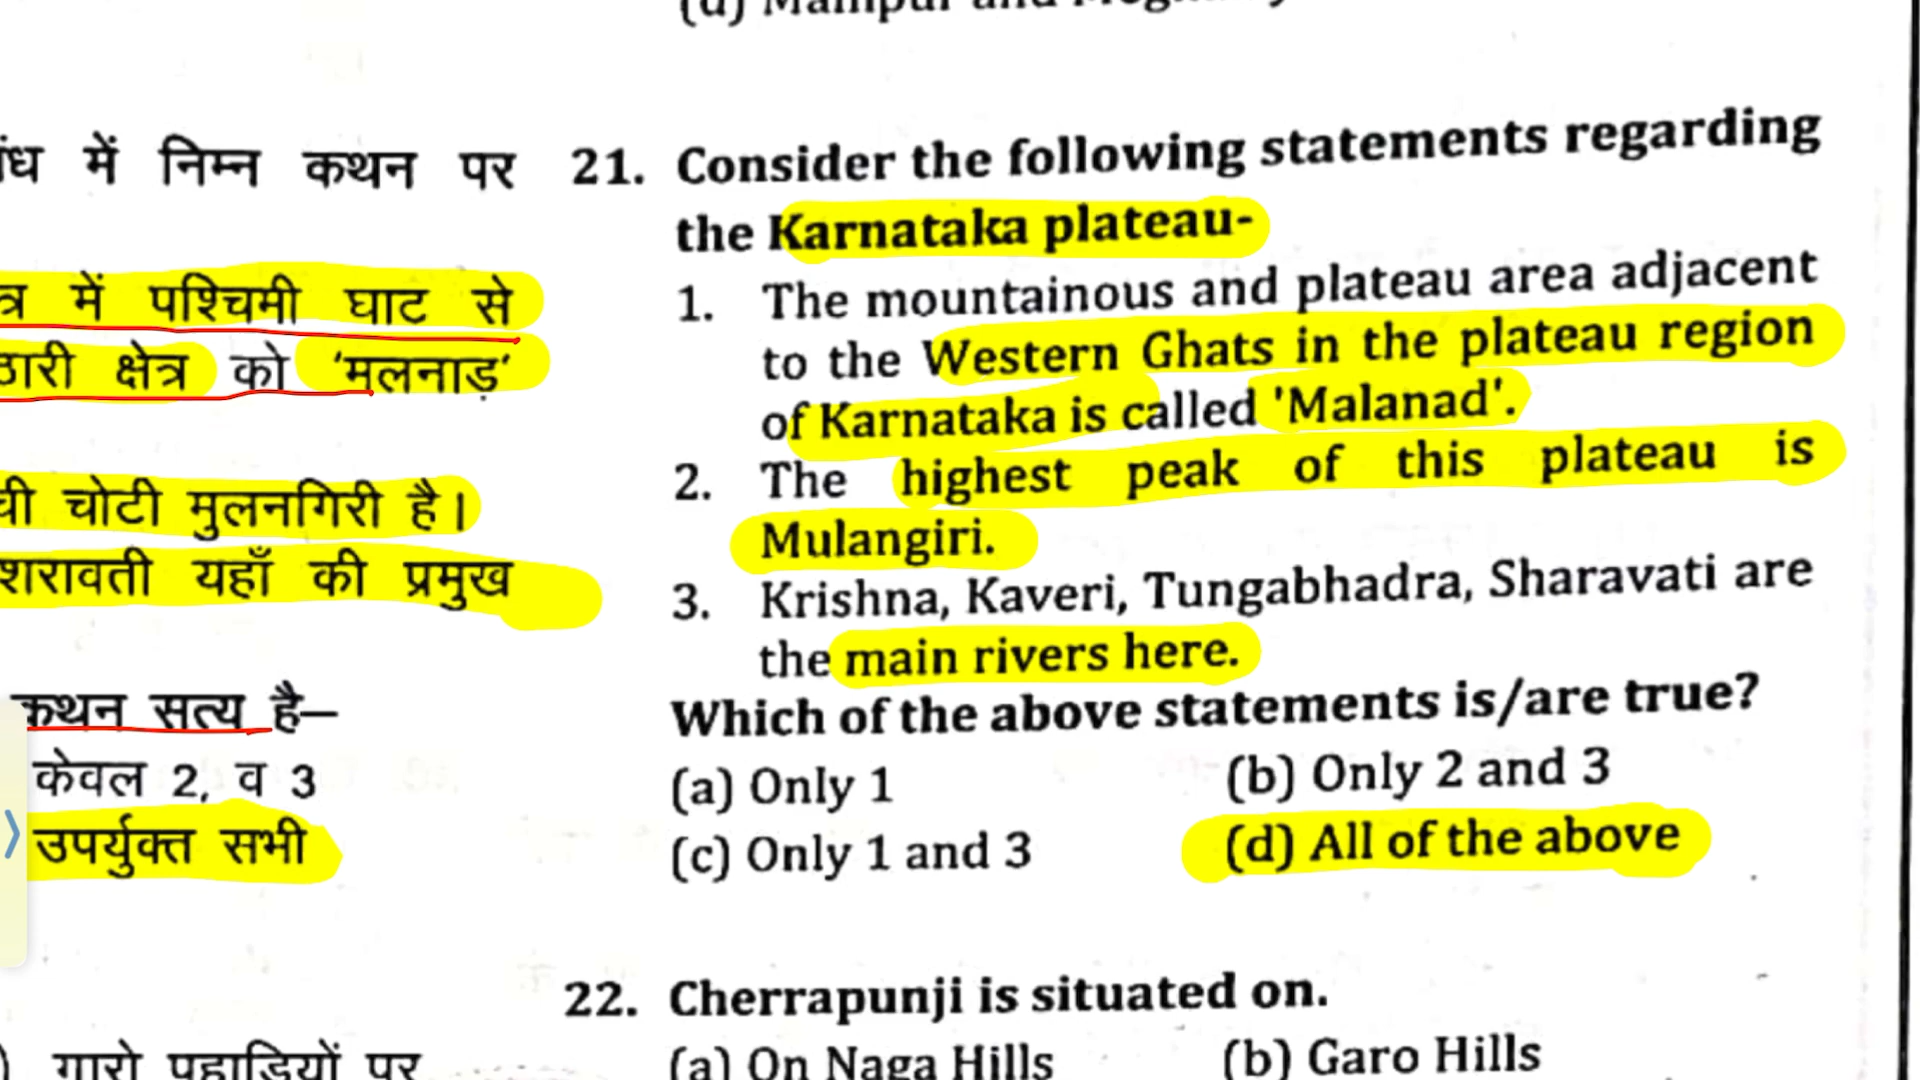 ंध में निम्न कथन पर
त्र में पश्चिमी घाट से
ठारी क्षेत्र को 'मलनाड़'
ची चोटी मुलनगिरी है।
शरावती यहाँ की प्रमुख
कथन सत्य है–
केवल 2, व 3
उपर्युक्त सभी
गारो पहाड़ियों पर
21. Consider the following statements regarding
the Karnataka plateau-
1. The mountainous and plateau area adjacent
to the Western Ghats in the plateau region
of Karnataka is called 'Malanad'.
2. The highest peak of this plateau is
Mulangiri.
3. Krishna, Kaveri, Tungabhadra, Sharavati are
the main rivers here.
Which of the above statements is/are true?
(a) Only 1 (b) Only 2 and 3
(c) Only 1 and 3 (d) All of the above
22. Cherrapunji is situated on.
(a) On Naga Hills (b) Garo Hills